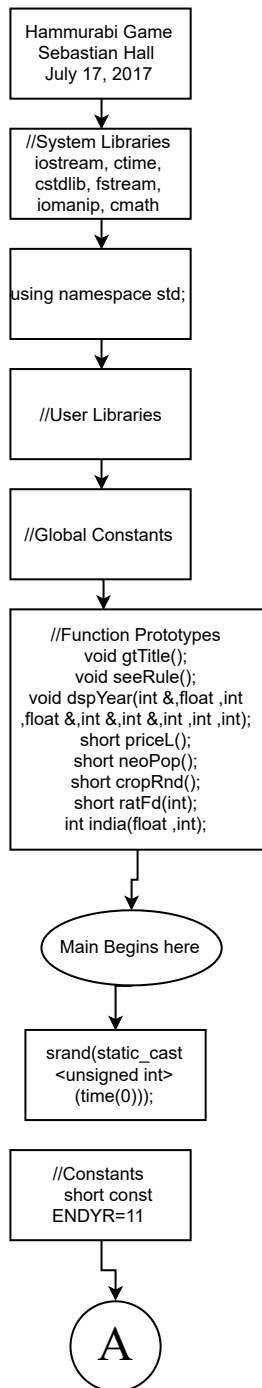 Hammurabi Game
Sebastian Hall
July 17, 2017
//System Libraries
iostream, ctime,
cstdlib, fstream,
iomanip, cmath
using namespace std;
//User Libraries
//Global Constants
//Function Prototypes
void gtTitle();
void seeRule();
void dspYear(int &,float ,int
,float &,int &,int &,int ,int ,int);
short priceL();
short neoPop();
short cropRnd();
short ratFd(int);
int india(float ,int);
Main Begins here
srand(static_cast
<unsigned int>
(time(0)));
//Constants
short const
ENDYR=11
A